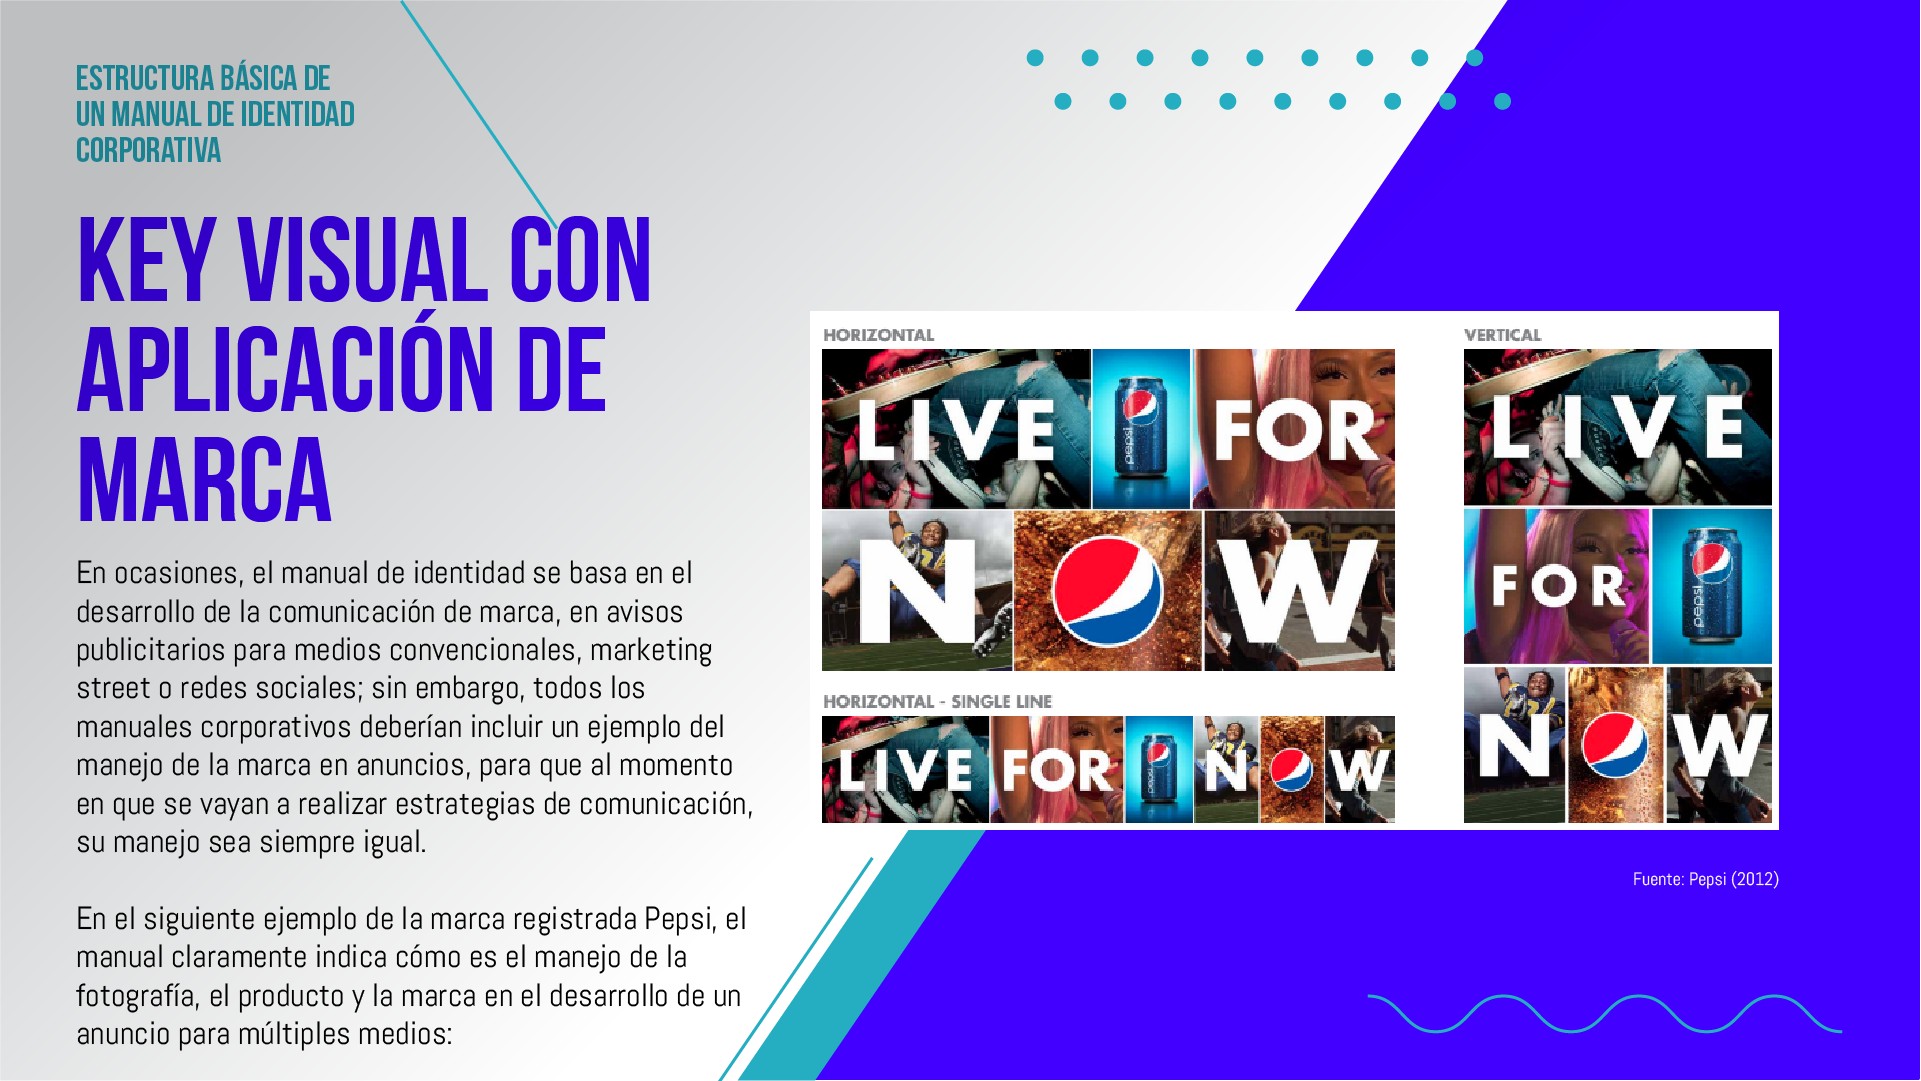 ESTRUCTURA BÁSICA DE
UN MANUAL DE IDENTIDAD
CORPORATIVA
KEY VISUAL CON
APLICACIÓN DE
MARCA
En ocasiones, el manual de identidad se basa en el
desarrollo de la comunicación de marca, en avisos
publicitarios para medios convencionales, marketing
street o redes sociales; sin embargo, todos los
manuales corporativos deberían incluir un ejemplo del
manejo de la marca en anuncios, para que al momento
en que se vayan a realizar estrategias de comunicación,
su manejo sea siempre igual.
En el siguiente ejemplo de la marca registrada Pepsi, el
manual claramente indica cómo es el manejo de la
fotografía, el producto y la marca en el desarrollo de un
anuncio para múltiples medios:
HORIZONTAL
LIVE pepsi FOR
N W
HORIZONTAL - SINGLE LINE
LIVE FOR pepsi N W
VERTICAL
LIVE
FOR pepsi
N W
Fuente: Pepsi (2012)